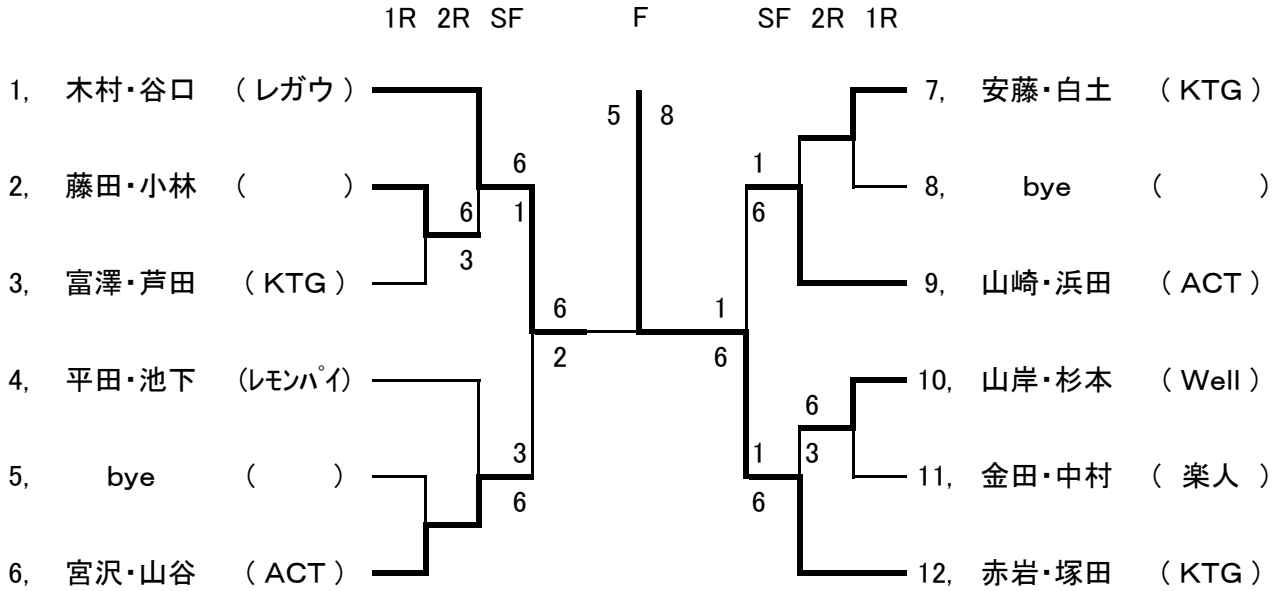 1R 2R SF F SF 2R 1R
1, 木村・谷口 (レガウ) 7, 安藤・白土 (KTG)
5 8
6 1
2, 藤田・小林 ( ) 8, bye ( )
6 1 6
3
3, 富澤・芦田 (KTG) 9, 山崎・浜田 (ACT)
6 1
2 6
4, 平田・池下 (レモンパイ) 10, 山岸・杉本 (Well)
6
3 1 3
5, bye ( ) 11, 金田・中村 (楽人)
6 6
6, 宮沢・山谷 (ACT) 12, 赤岩・塚田 (KTG)